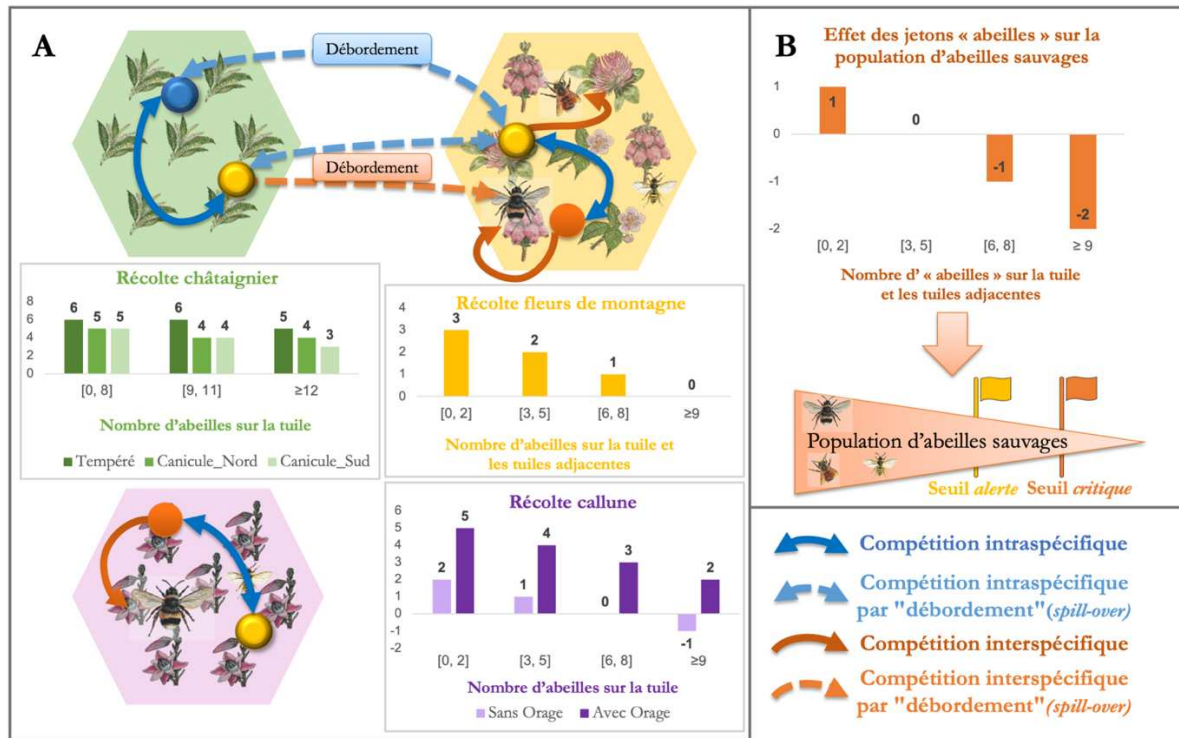 A
Débordement
Débordement
Récolte châtaignier
8
6
4
2
0
6 5 5
6 4 4
5 4 3
[0, 8] [9, 11] ≥12
Nombre d'abeilles sur la tuile
Tempéré Canicule_Nord Canicule_Sud
Récolte fleurs de montagne
4
3
2
1
0
3 2 1 0
[0, 2] [3, 5] [6, 8] ≥9
Nombre d'abeilles sur la tuile et
les tuiles adjacentes
Récolte callune
6
5
4
3
2
1
0
-1
-2
2 5
1 4
0 3
-1 2
[0, 2] [3, 5] [6, 8] ≥9
Nombre d'abeilles sur la tuile
Sans Orage Avec Orage
B
Effet des jetons « abeilles » sur la
population d'abeilles sauvages
1
0
-1
-2
1 0 -1 -2
[0, 2] [3, 5] [6, 8] ≥ 9
Nombre d' « abeilles » sur la tuile
et les tuiles adjacentes
Population d'abeilles sauvages
Seuil alerte Seuil critique
Compétition intraspécifique
Compétition intraspécifique
par "débordement"(spill-over)
Compétition interspécifique
Compétition interspécifique
par "débordement"(spill-over)